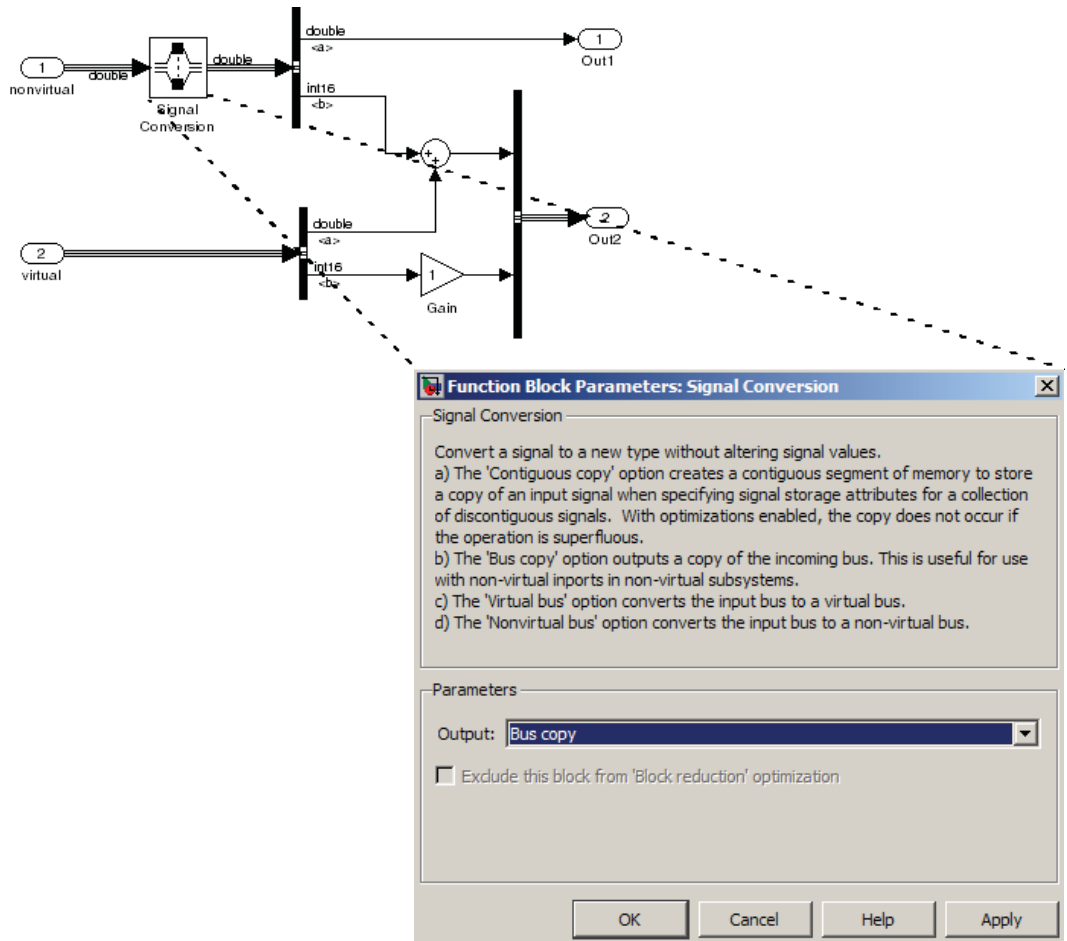 double
<a>
1
Out1
1
nonvirtual
double
double
Signal
Conversion
int16
<b>
+
+
double
<a>
2
virtual
int16
<b>
1
Gain
2
Out2
Function Block Parameters: Signal Conversion
Signal Conversion
Convert a signal to a new type without altering signal values.
a) The 'Contiguous copy' option creates a contiguous segment of memory to store
a copy of an input signal when specifying signal storage attributes for a collection
of discontiguous signals.  With optimizations enabled, the copy does not occur if
the operation is superfluous.
b) The 'Bus copy' option outputs a copy of the incoming bus. This is useful for use
with non-virtual inports in non-virtual subsystems.
c) The 'Virtual bus' option converts the input bus to a virtual bus.
d) The 'Nonvirtual bus' option converts the input bus to a non-virtual bus.
Parameters
Output: Bus copy
Exclude this block from 'Block reduction' optimization
OK Cancel Help Apply